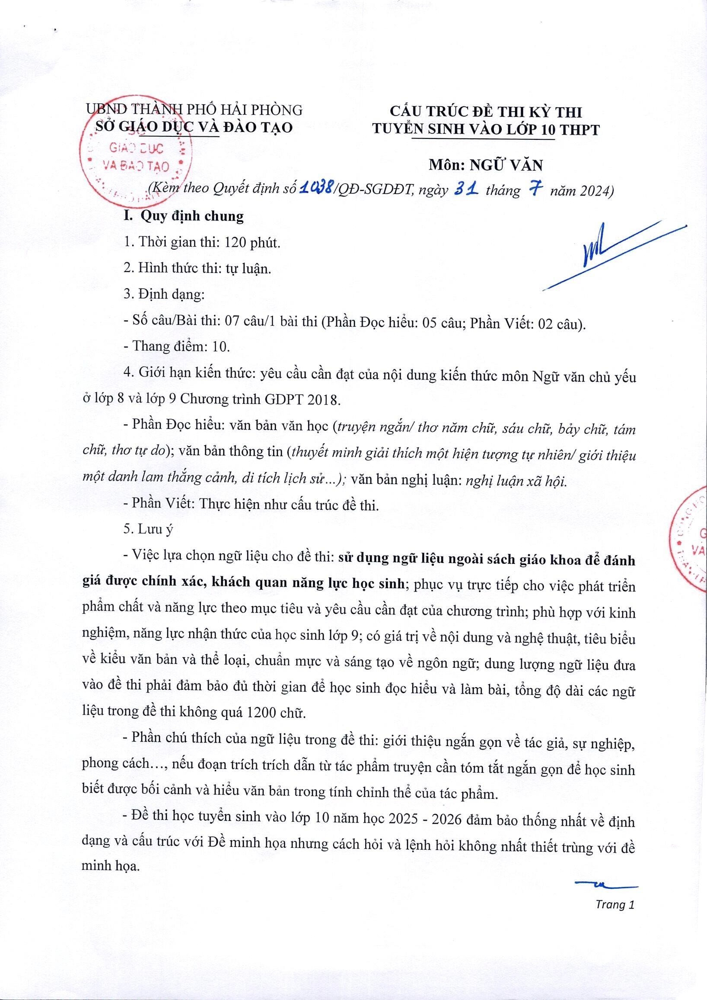 UBND THÀNH PHỐ HẢI PHÒNG
SỞ GIÁO DỤC VÀ ĐÀO TẠO
CẤU TRÚC ĐỀ THI KỲ THI
TUYỂN SINH VÀO LỚP 10 THPT
SỞ
GIÁO DỤC
VÀ ĐÀO TẠO
Môn: NGỮ VĂN
(Kèm theo Quyết định số 1038/QĐ-SGDĐT, ngày 31 tháng 7 năm 2024)
I. Quy định chung
1. Thời gian thi: 120 phút.
2. Hình thức thi: tự luận.
3. Định dạng:
- Số câu/Bài thi: 07 câu/1 bài thi (Phần Đọc hiểu: 05 câu; Phần Viết: 02 câu).
- Thang điểm: 10.
4. Giới hạn kiến thức: yêu cầu cần đạt của nội dung kiến thức môn Ngữ văn chủ yếu
ở lớp 8 và lớp 9 Chương trình GDPT 2018.
- Phần Đọc hiểu: văn bản văn học (truyện ngắn/ thơ năm chữ, sáu chữ, bảy chữ, tám
chữ, thơ tự do); văn bản thông tin (thuyết minh giải thích một hiện tượng tự nhiên/ giới thiệu
một danh lam thắng cảnh, di tích lịch sử...); văn bản nghị luận: nghị luận xã hội.
- Phần Viết: Thực hiện như cấu trúc đề thi.
5. Lưu ý
- Việc lựa chọn ngữ liệu cho đề thi: sử dụng ngữ liệu ngoài sách giáo khoa để đánh
giá được chính xác, khách quan năng lực học sinh; phục vụ trực tiếp cho việc phát triển
phẩm chất và năng lực theo mục tiêu và yêu cầu cần đạt của chương trình; phù hợp với kinh
nghiệm, năng lực nhận thức của học sinh lớp 9; có giá trị về nội dung và nghệ thuật, tiêu biểu
về kiểu văn bản và thể loại, chuẩn mực và sáng tạo về ngôn ngữ; dung lượng ngữ liệu đưa
vào đề thi phải đảm bảo đủ thời gian để học sinh đọc hiểu và làm bài, tổng độ dài các ngữ
liệu trong đề thi không quá 1200 chữ.
- Phần chú thích của ngữ liệu trong đề thi: giới thiệu ngắn gọn về tác giả, sự nghiệp,
phong cách…, nếu đoạn trích trích dẫn từ tác phẩm truyện cần tóm tắt ngắn gọn để học sinh
biết được bối cảnh và hiểu văn bản trong tính chỉnh thể của tác phẩm.
- Đề thi học tuyển sinh vào lớp 10 năm học 2025 - 2026 đảm bảo thống nhất về định
dạng và cấu trúc với Đề minh họa nhưng cách hỏi và lệnh hỏi không nhất thiết trùng với đề
minh họa.
Trang 1